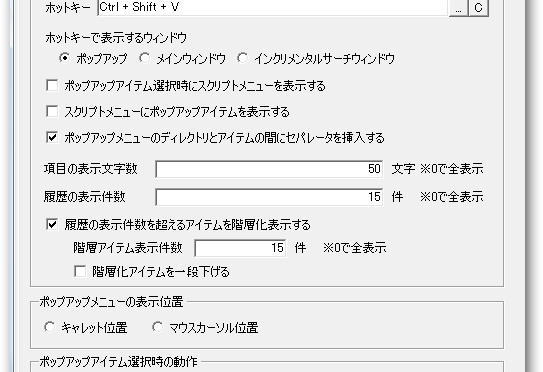 ホットキー Ctrl + Shift + V ... C
ホットキーで表示するウィンドウ
ポップアップ メインウィンドウ インクリメンタルサーチウィンドウ
ポップアップアイテム選択時にスクリプトメニューを表示する
スクリプトメニューにポップアップアイテムを表示する
ポップアップメニューのディレクトリとアイテムの間にセパレータを挿入する
項目の表示文字数 50 文字 ※0で全表示
履歴の表示件数 15 件 ※0で全表示
履歴の表示件数を超えるアイテムを階層化表示する
階層アイテム表示件数 15 件 ※0で全表示
階層化アイテムを一段下げる
ポップアップメニューの表示位置
キャレット位置 マウスカーソル位置
ポップアップアイテム選択時の動作